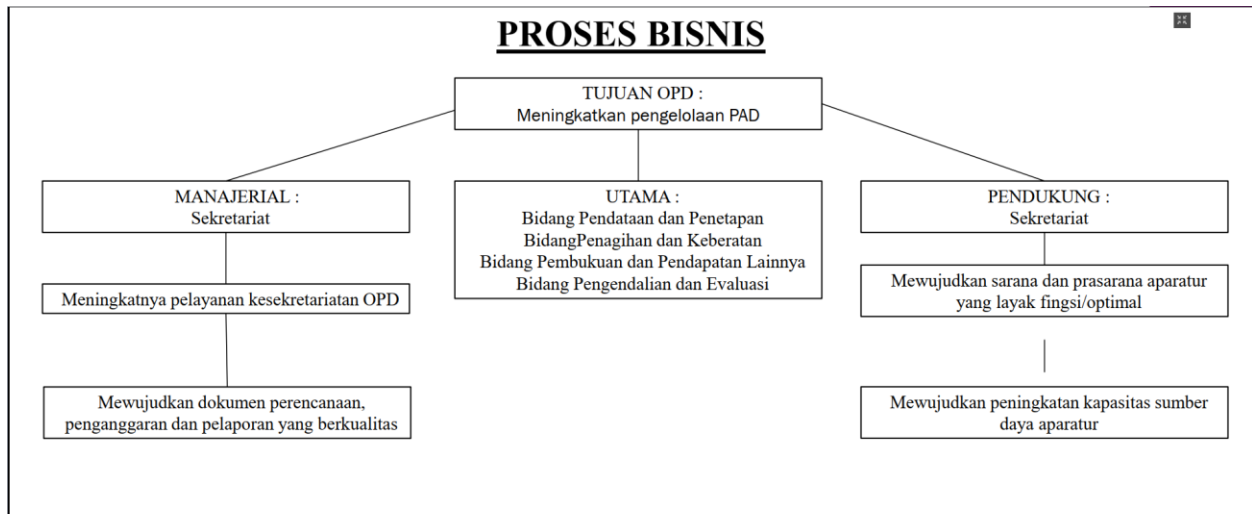 PROSES BISNIS
TUJUAN OPD :
Meningkatkan pengelolaan PAD
MANAJERIAL :
Sekretariat
UTAMA :
Bidang Pendataan dan Penetapan
BidangPenagihan dan Keberatan
Bidang Pembukuan dan Pendapatan Lainnya
Bidang Pengendalian dan Evaluasi
PENDUKUNG :
Sekretariat
Meningkatnya pelayanan kesekretariatan OPD
Mewujudkan sarana dan prasarana aparatur
yang layak fingsi/optimal
Mewujudkan dokumen perencanaan,
penganggaran dan pelaporan yang berkualitas
Mewujudkan peningkatan kapasitas sumber
daya aparatur